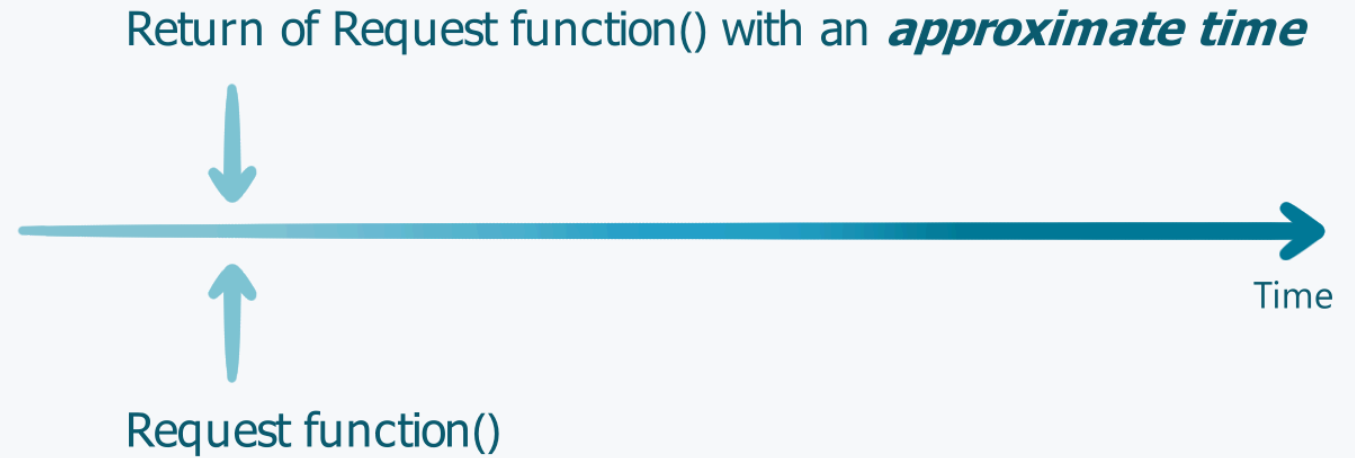 Return of Request function() with an approximate time
Time
Request function()